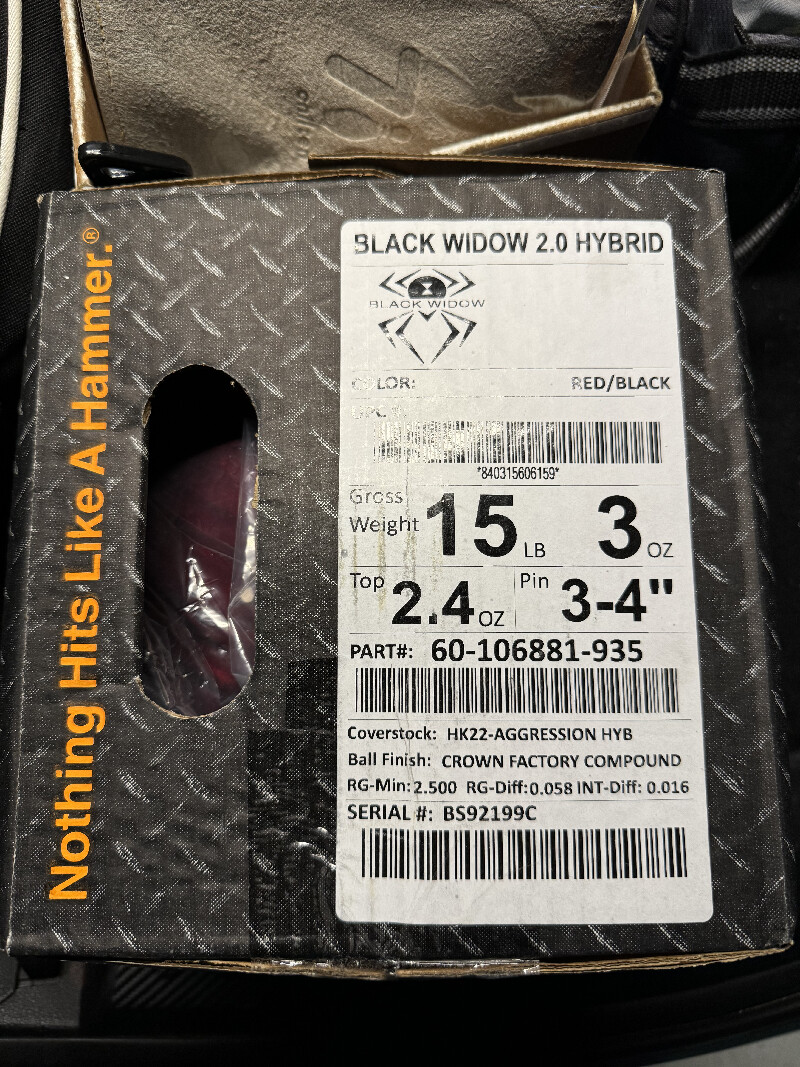 Nothing Hits Like A Hammer.®
BLACK WIDOW 2.0 HYBRID
BLACK WIDOW
COLOR: RED/BLACK
UPC
*840315606159*
Gross
Weight 15 LB 3 OZ
Top 2.4 OZ Pin 3-4"
PART#: 60-106881-935
Coverstock: HK22-AGGRESSION HYB
Ball Finish: CROWN FACTORY COMPOUND
RG-Min: 2.500 RG-Diff: 0.058 INT-Diff: 0.016
SERIAL #: BS92199C